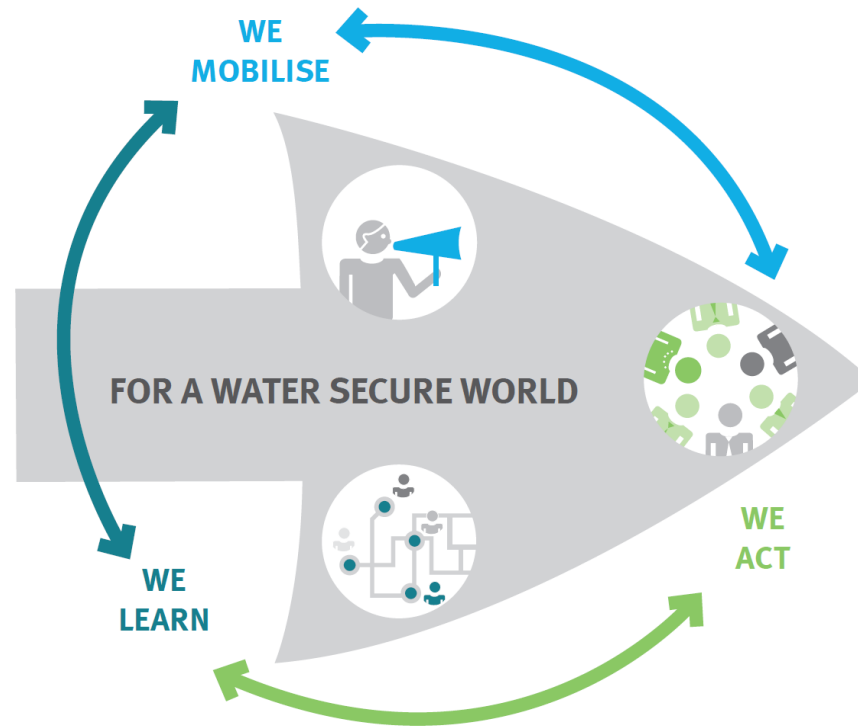 WE
MOBILISE
FOR A WATER SECURE WORLD
WE
ACT
WE
LEARN